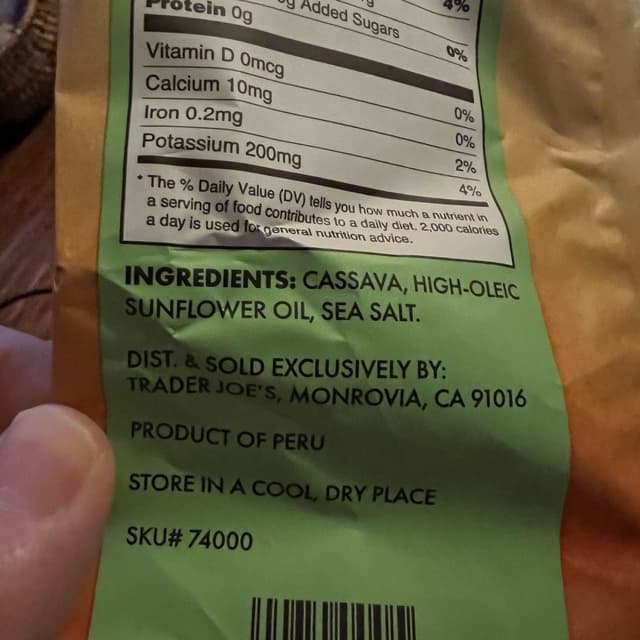 4%
g Added Sugars 0%
Protein 0g
Vitamin D 0mcg 0%
Calcium 10mg 0%
Iron 0.2mg 2%
Potassium 200mg 4%
* The % Daily Value (DV) tells you how much a nutrient in
a serving of food contributes to a daily diet. 2,000 calories
a day is used for general nutrition advice.
INGREDIENTS: CASSAVA, HIGH-OLEIC
SUNFLOWER OIL, SEA SALT.
DIST. & SOLD EXCLUSIVELY BY:
TRADER JOE'S, MONROVIA, CA 91016
PRODUCT OF PERU
STORE IN A COOL, DRY PLACE
SKU# 74000